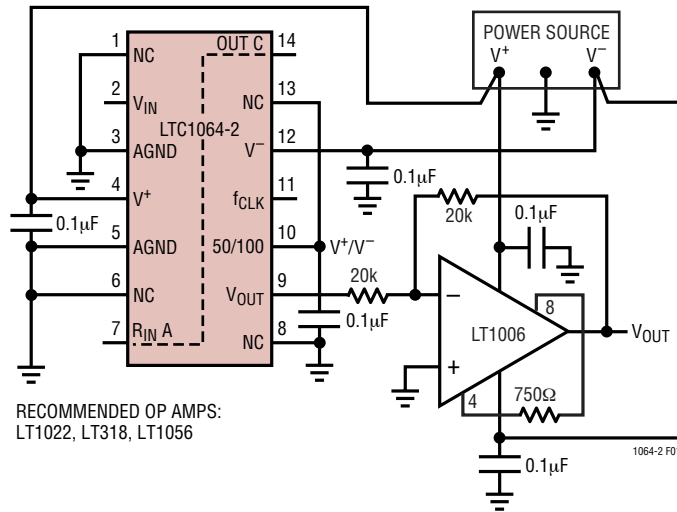 POWER SOURCE
V+ V−
1 NC
OUT C 14
2 VIN
NC 13
LTC1064-2
3 AGND
V− 12
4 V+
fCLK 11
0.1µF
0.1µF
20k
0.1µF
5 AGND
50/100 10
V+/V−
6 NC
VOUT 9
20k
0.1µF
7 RIN A
NC 8
−
+
LT1006
8
VOUT
4
750Ω
RECOMMENDED OP AMPS:
LT1022, LT318, LT1056
0.1µF
1064-2 F01